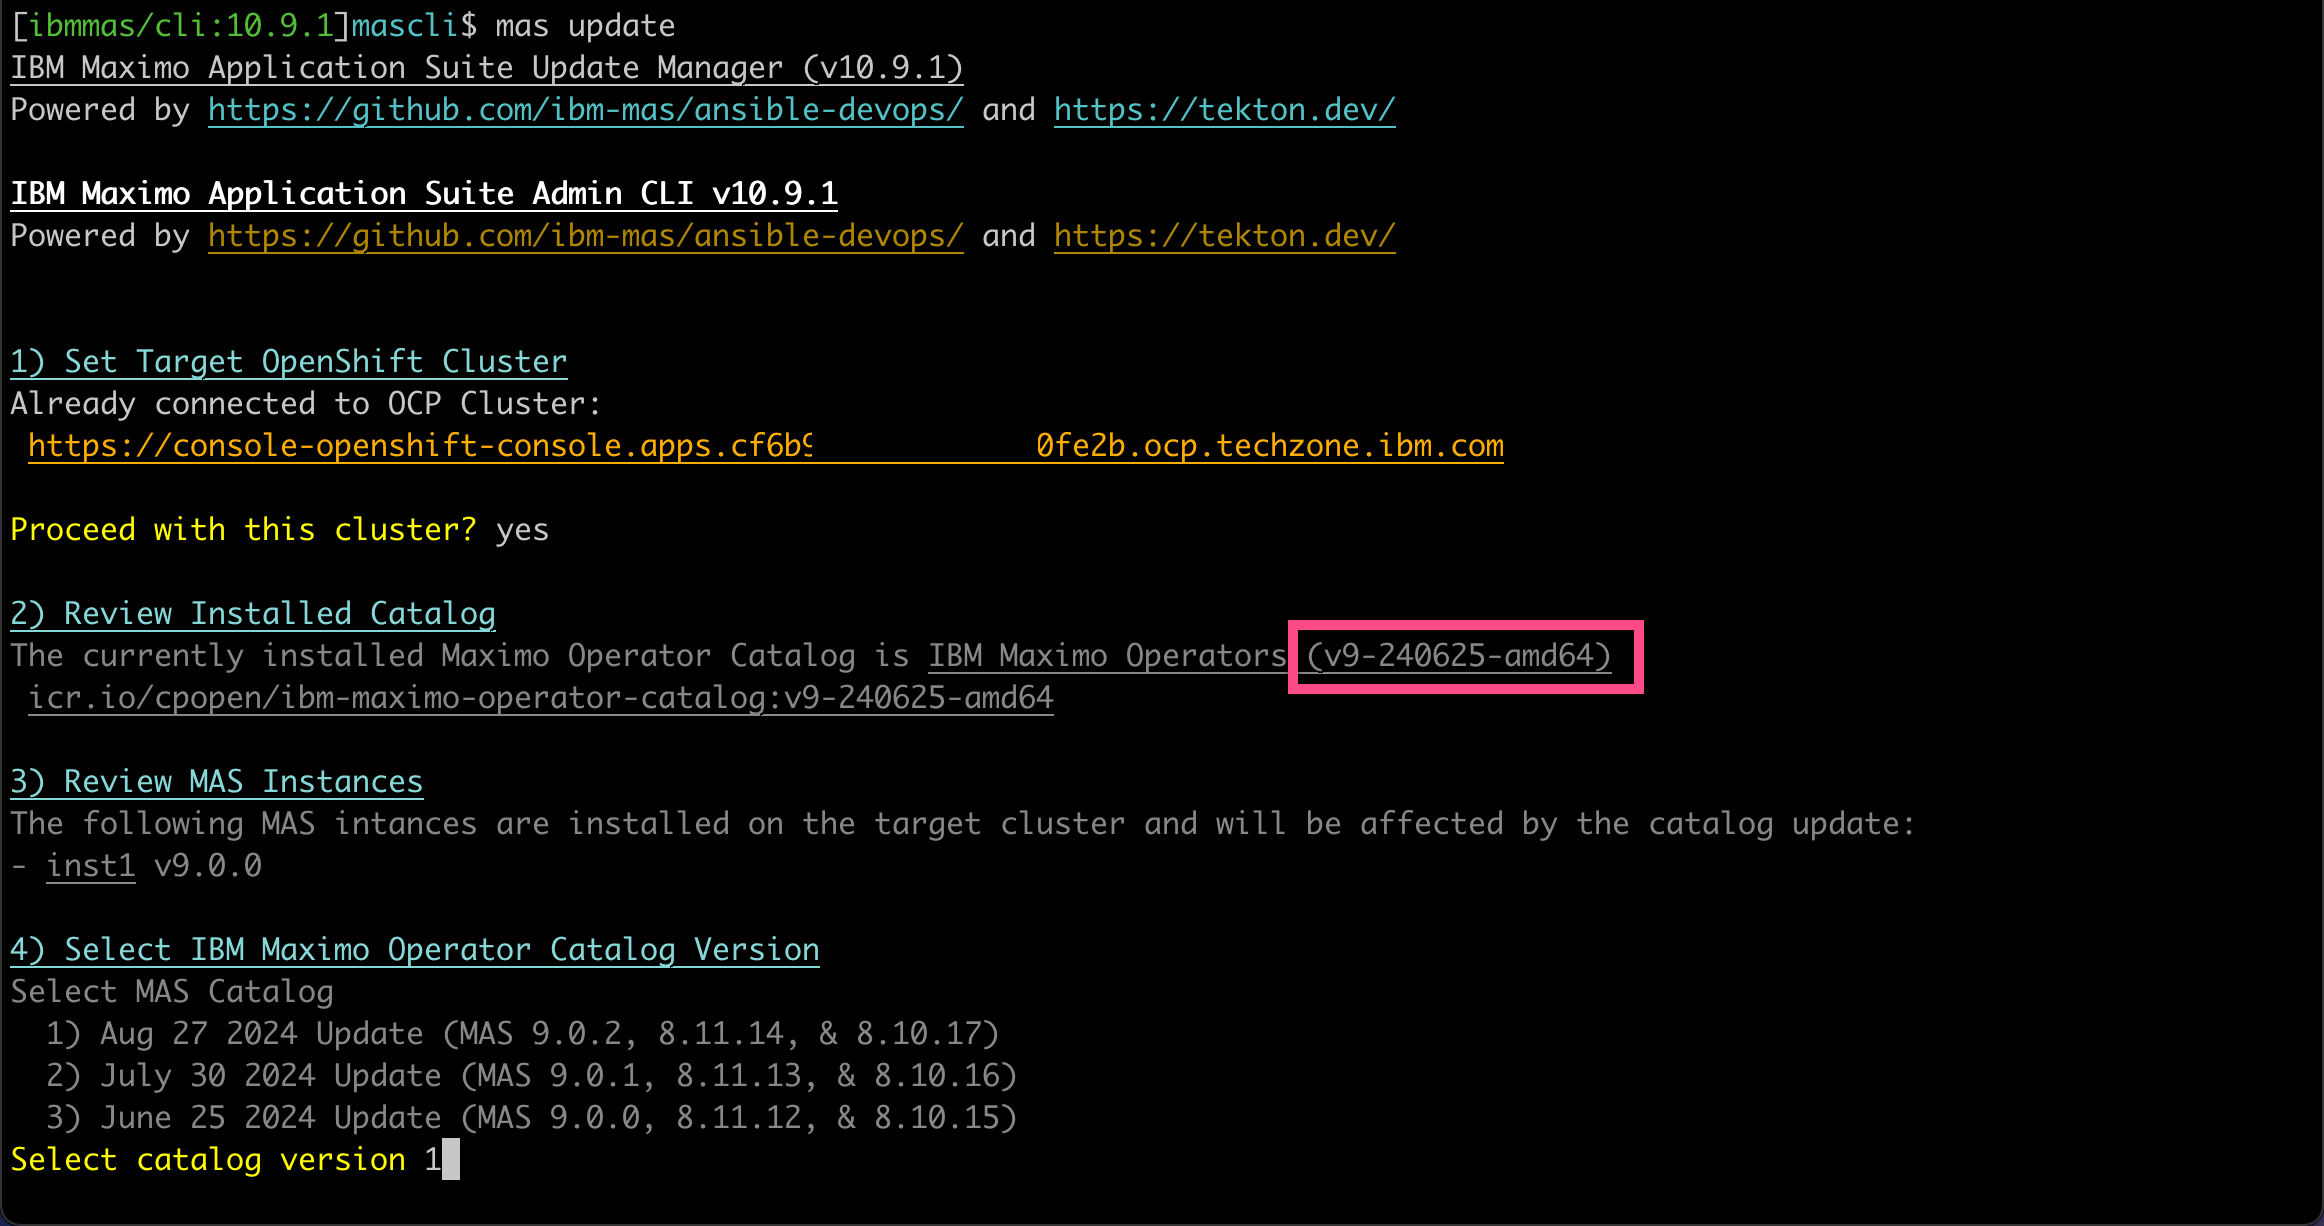 [ibmmas/cli:10.9.1]mascli$ mas update
IBM Maximo Application Suite Update Manager (v10.9.1)
Powered by https://github.com/ibm-mas/ansible-devops/ and https://tekton.dev/
IBM Maximo Application Suite Admin CLI v10.9.1
Powered by https://github.com/ibm-mas/ansible-devops/ and https://tekton.dev/
1) Set Target OpenShift Cluster
Already connected to OCP Cluster:
https://console-openshift-console.apps.cf6b9 0fe2b.ocp.techzone.ibm.com
Proceed with this cluster? yes
2) Review Installed Catalog
The currently installed Maximo Operator Catalog is IBM Maximo Operators (v9-240625-amd64)
icr.io/cpopen/ibm-maximo-operator-catalog:v9-240625-amd64
3) Review MAS Instances
The following MAS intances are installed on the target cluster and will be affected by the catalog update:
- inst1 v9.0.0
4) Select IBM Maximo Operator Catalog Version
Select MAS Catalog
1) Aug 27 2024 Update (MAS 9.0.2, 8.11.14, & 8.10.17)
2) July 30 2024 Update (MAS 9.0.1, 8.11.13, & 8.10.16)
3) June 25 2024 Update (MAS 9.0.0, 8.11.12, & 8.10.15)
Select catalog version 1